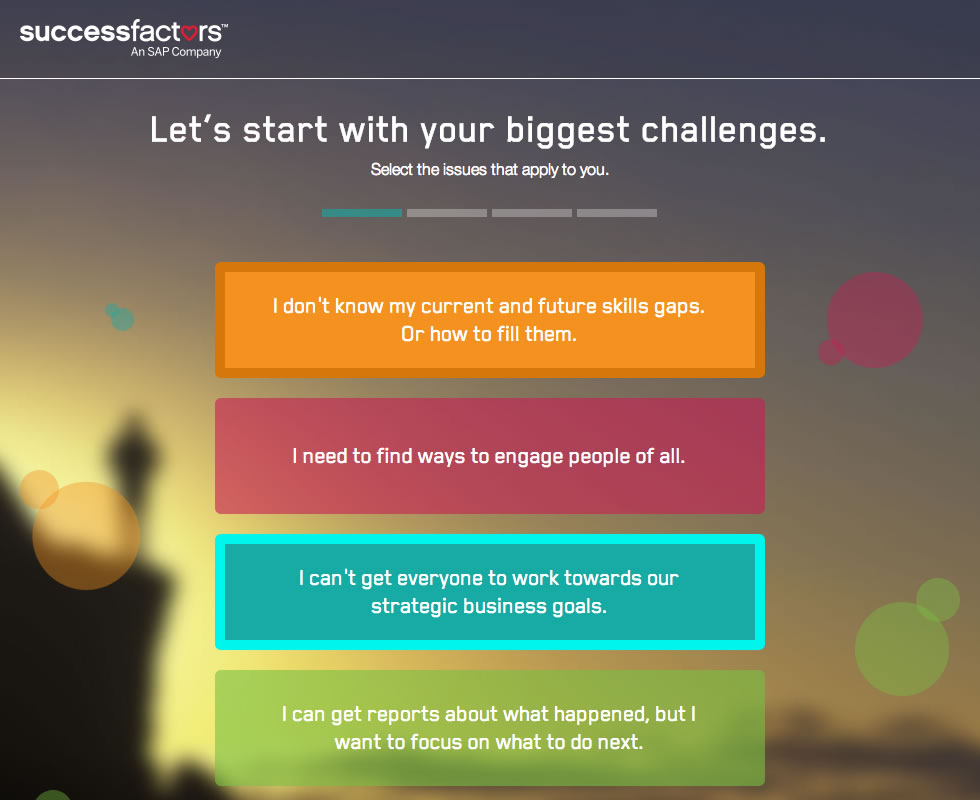 successfactors™
An SAP Company
Let's start with your biggest challenges.
Select the issues that apply to you.
I don't know my current and future skills gaps.
Or how to fill them.
I need to find ways to engage people of all.
I can't get everyone to work towards our
strategic business goals.
I can get reports about what happened, but I
want to focus on what to do next.